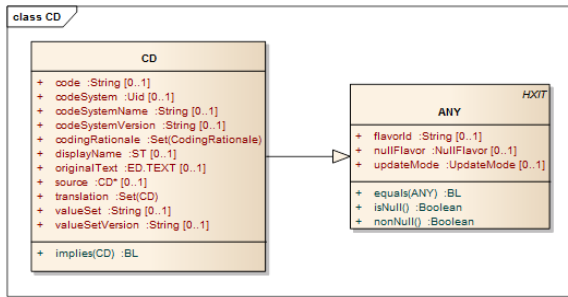 class CD
CD
+ code :String [0..1]
+ codeSystem :Uid [0..1]
+ codeSystemName :String [0..1]
+ codeSystemVersion :String [0..1]
+ codingRationale :Set(CodingRationale)
+ displayName :ST [0..1]
+ originalText :ED.TEXT [0..1]
+ source :CD* [0..1]
+ translation :Set(CD)
+ valueSet :String [0..1]
+ valueSetVersion :String [0..1]
+ implies(CD) :BL
HXIT
ANY
+ flavorId :String [0..1]
+ nullFlavor :NullFlavor [0..1]
+ updateMode :UpdateMode [0..1]
+ equals(ANY) :BL
+ isNull() :Boolean
+ nonNull() :Boolean